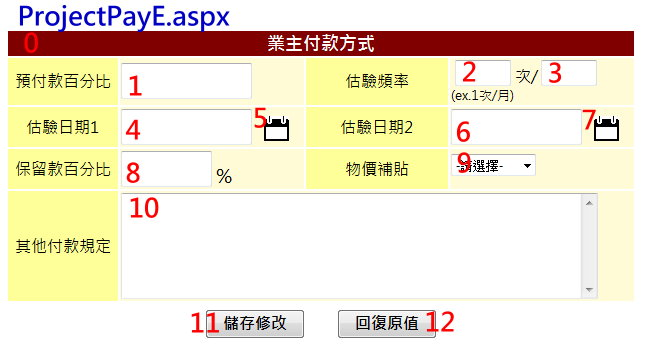 ProjectPayE.aspx
0 業主付款方式
預付款百分比 1 估驗頻率 2 次/ 3
(ex.1次/月)
估驗日期1 4 5 估驗日期2 6 7
保留款百分比 8 % 物價補貼 9 -請選擇-
其他付款規定 10
11 儲存修改 回復原值 12